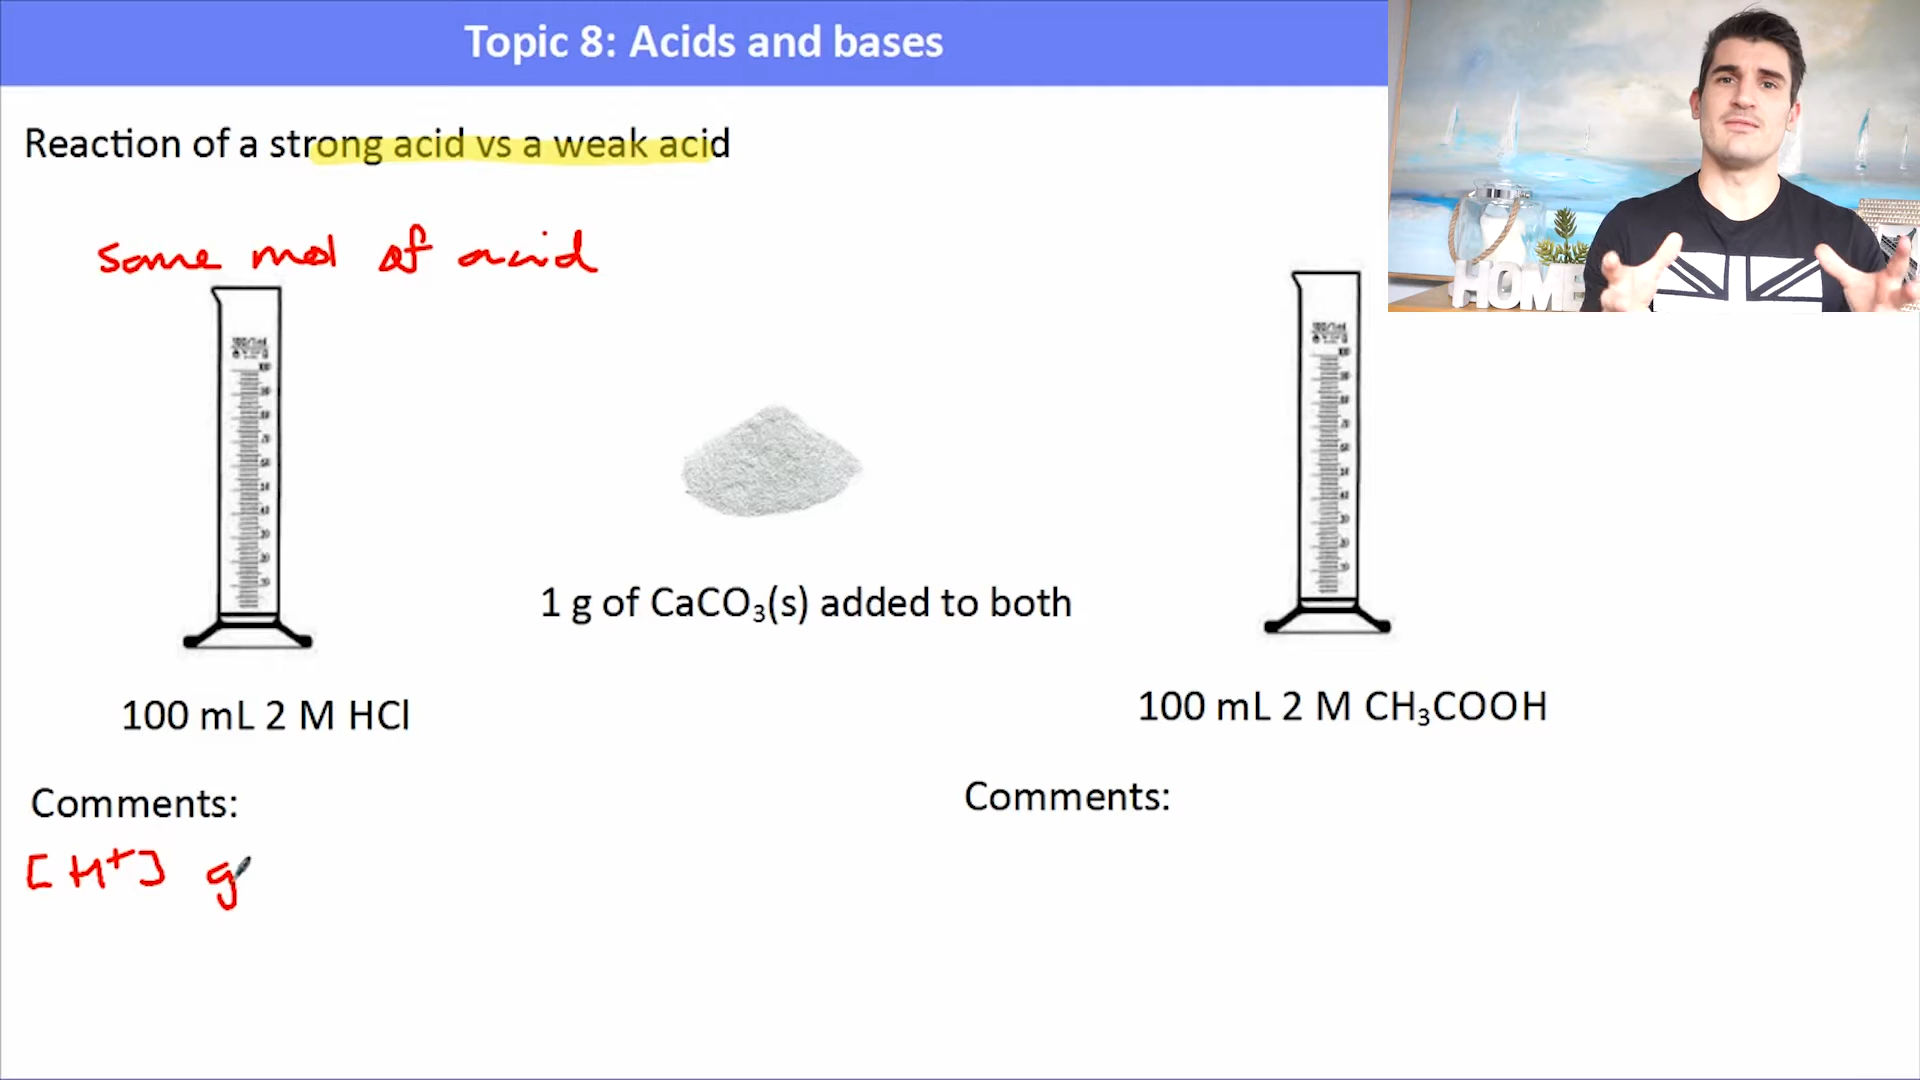 Topic 8: Acids and bases
Reaction of a strong acid vs a weak acid
same mol of acid
HOME
1 g of CaCO₃(s) added to both
100 mL 2 M HCl
100 mL 2 M CH₃COOH
Comments:
Comments:
[H⁺] g